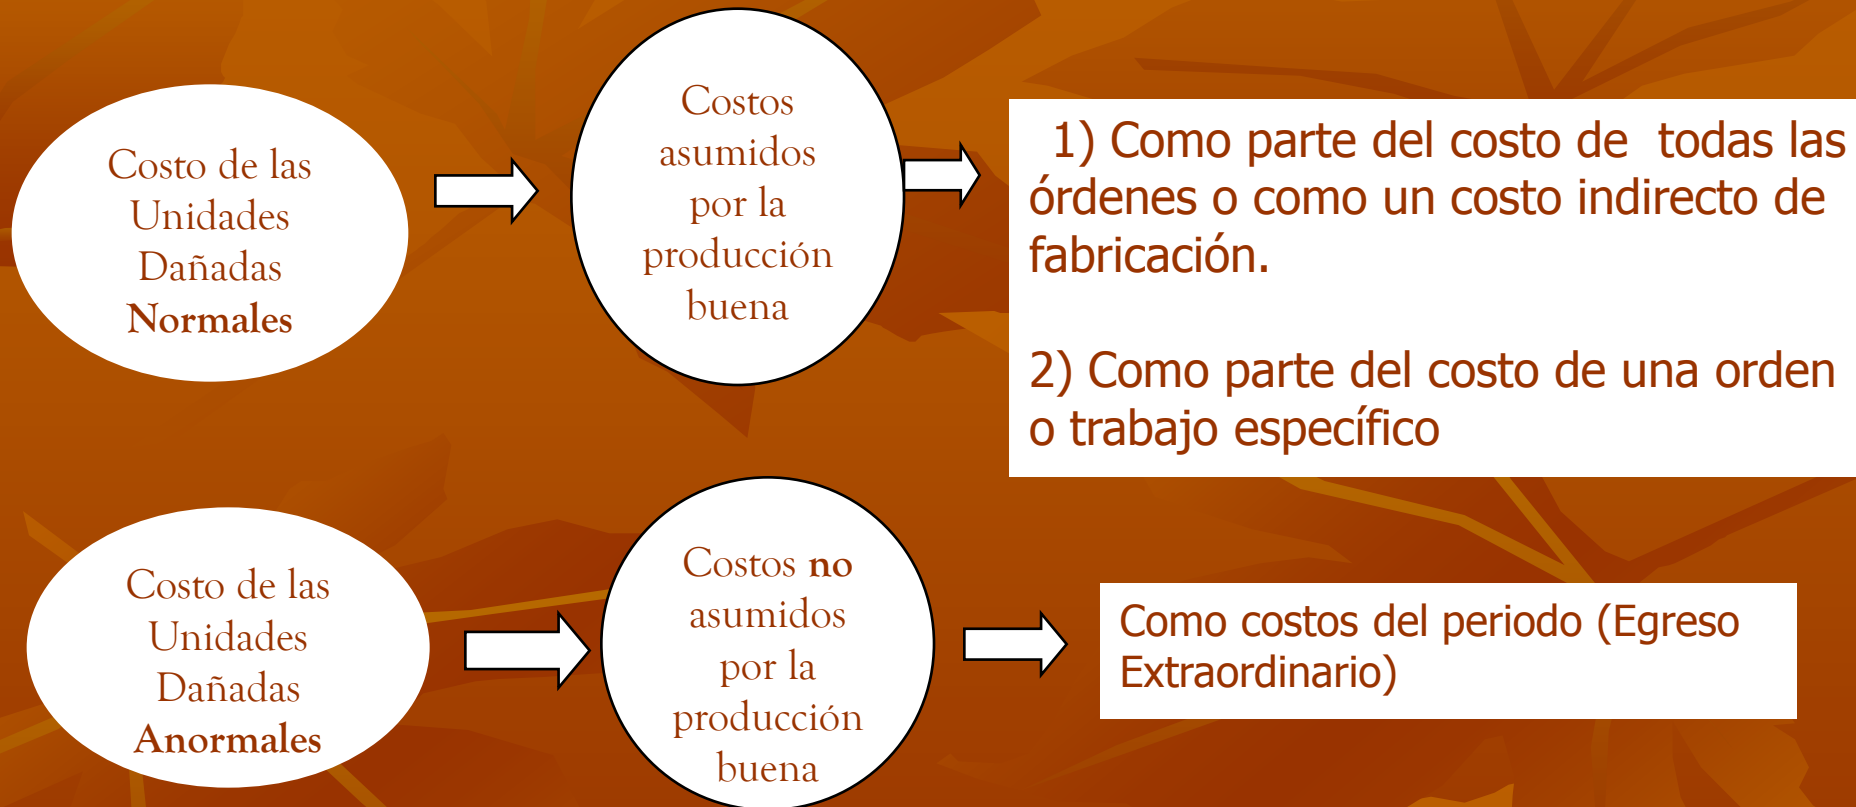 Costo de las
Unidades
Dañadas
Normales
Costos
asumidos
por la
producción
buena
1) Como parte del costo de todas las
órdenes o como un costo indirecto de
fabricación.
2) Como parte del costo de una orden
o trabajo específico
Costo de las
Unidades
Dañadas
Anormales
Costos no
asumidos
por la
producción
buena
Como costos del periodo (Egreso
Extraordinario)